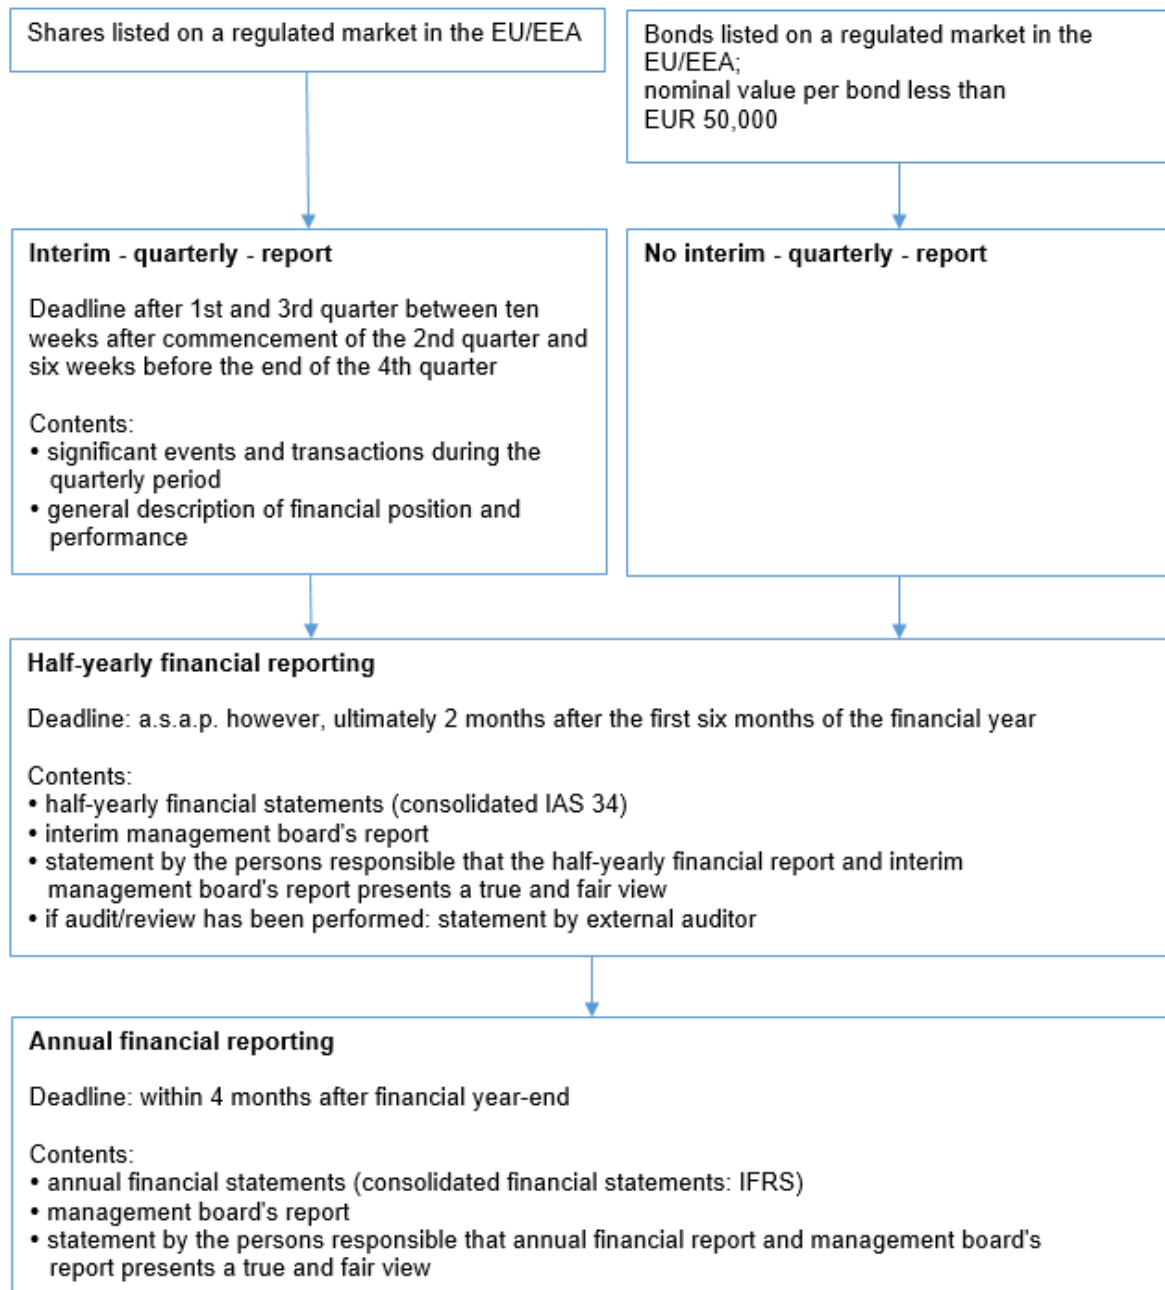 Shares listed on a regulated market in the EU/EEA
Bonds listed on a regulated market in the
EU/EEA;
nominal value per bond less than
EUR 50,000
Interim - quarterly - report
Deadline after 1st and 3rd quarter between ten
weeks after commencement of the 2nd quarter and
six weeks before the end of the 4th quarter
Contents:
• significant events and transactions during the
quarterly period
• general description of financial position and
performance
No interim - quarterly - report
Half-yearly financial reporting
Deadline: a.s.a.p. however, ultimately 2 months after the first six months of the financial year
Contents:
• half-yearly financial statements (consolidated IAS 34)
• interim management board's report
• statement by the persons responsible that the half-yearly financial report and interim
management board's report presents a true and fair view
• if audit/review has been performed: statement by external auditor
Annual financial reporting
Deadline: within 4 months after financial year-end
Contents:
• annual financial statements (consolidated financial statements: IFRS)
• management board's report
• statement by the persons responsible that annual financial report and management board's
report presents a true and fair view